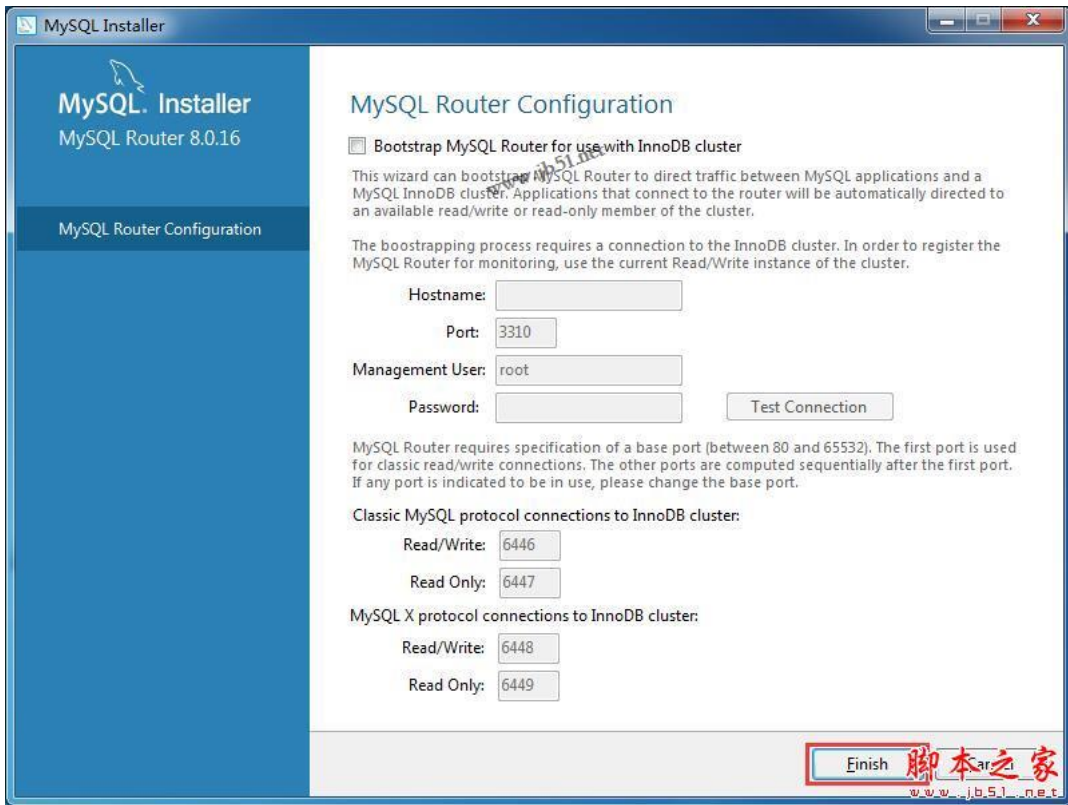 MySQL Installer
MySQL. Installer
MySQL Router 8.0.16
MySQL Router Configuration
MySQL Router Configuration
Bootstrap MySQL Router for use with InnoDB cluster
www.jb51.net
This wizard can bootstrap MySQL Router to direct traffic between MySQL applications and a
MySQL InnoDB cluster. Applications that connect to the router will be automatically directed to
an available read/write or read-only member of the cluster.
The boostrapping process requires a connection to the InnoDB cluster. In order to register the
MySQL Router for monitoring, use the current Read/Write instance of the cluster.
Hostname:
Port: 3310
Management User: root
Password: Test Connection
MySQL Router requires specification of a base port (between 80 and 65532). The first port is used
for classic read/write connections. The other ports are computed sequentially after the first port.
If any port is indicated to be in use, please change the base port.
Classic MySQL protocol connections to InnoDB cluster:
Read/Write: 6446
Read Only: 6447
MySQL X protocol connections to InnoDB cluster:
Read/Write: 6448
Read Only: 6449
Finish Cancel
脚本之家
www.jb51.net